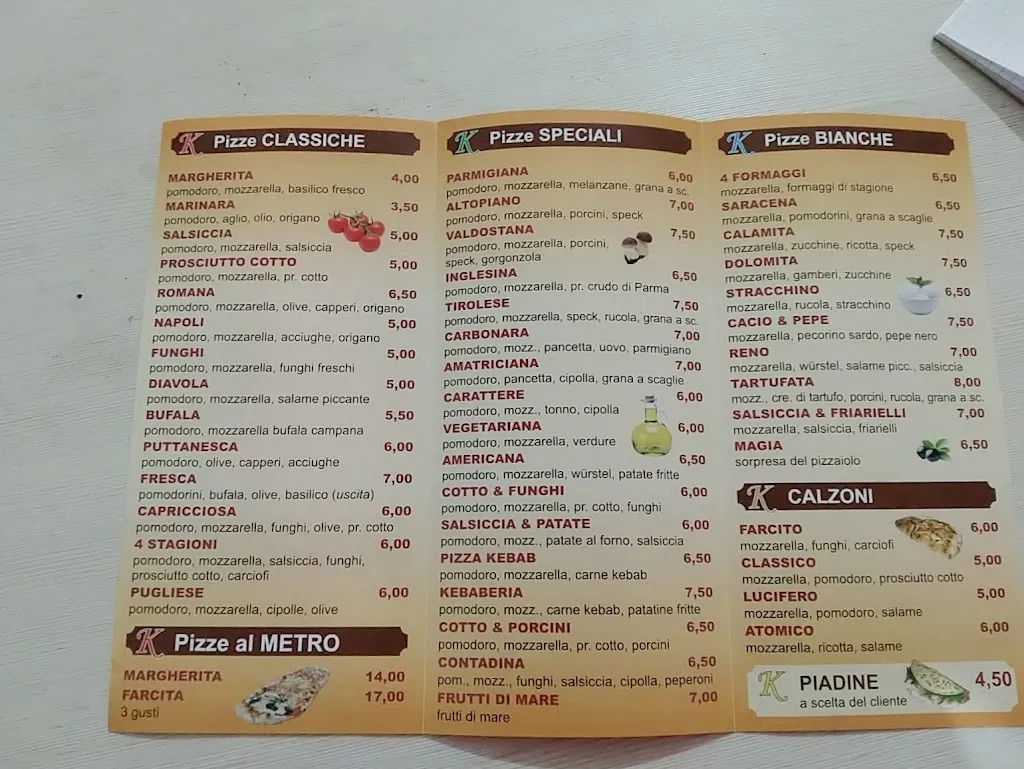 K Pizze CLASSICHE
MARGHERITA 4,00
pomodoro, mozzarella, basilico fresco
MARINARA 3,50
pomodoro, aglio, olio, origano
SALSICCIA 5,00
pomodoro, mozzarella, salsiccia
PROSCIUTTO COTTO 5,00
pomodoro, mozzarella, pr. cotto
ROMANA 6,50
pomodoro, mozzarella, olive, capperi, origano
NAPOLI 5,00
pomodoro, mozzarella, acciughe, origano
FUNGHI 5,00
pomodoro, mozzarella, funghi freschi
DIAVOLA 5,00
pomodoro, mozzarella, salame piccante
BUFALA 5,50
pomodoro, mozzarella bufala campana
PUTTANESCA 6,00
pomodoro, olive, capperi, acciughe
FRESCA 7,00
pomodorini, bufala, olive, basilico (uscita)
CAPRICCIOSA 6,00
pomodoro, mozzarella, funghi, olive, pr. cotto
4 STAGIONI 6,00
pomodoro, mozzarella, salsiccia, funghi,
prosciutto cotto, carciofi
PUGLIESE 6,00
pomodoro, mozzarella, cipolle, olive
K Pizze al METRO
MARGHERITA 14,00
FARCITA 17,00
3 gusti
K Pizze SPECIALI
PARMIGIANA 6,00
pomodoro, mozzarella, melanzane, grana a sc.
ALTOPIANO 7,00
pomodoro, mozzarella, porcini, speck
VALDOSTANA 7,50
pomodoro, mozzarella, porcini,
speck, gorgonzola
INGLESINA 6,50
pomodoro, mozzarella, pr. crudo di Parma
TIROLESE 7,50
pomodoro, mozzarella, speck, rucola, grana a sc.
CARBONARA 7,00
pomodoro, mozz., pancetta, uovo, parmigiano
AMATRICIANA 7,00
pomodoro, pancetta, cipolla, grana a scaglie
CARATTERE 6,00
pomodoro, mozz., tonno, cipolla
VEGETARIANA 6,00
pomodoro, mozzarella, verdure
AMERICANA 6,50
pomodoro, mozzarella, würstel, patate fritte
COTTO & FUNGHI 6,00
pomodoro, mozzarella, pr. cotto, funghi
SALSICCIA & PATATE 6,00
pomodoro, mozz., patate al forno, salsiccia
PIZZA KEBAB 6,50
pomodoro, mozzarella, carne kebab
KEBABERIA 7,50
pomodoro, mozz., carne kebab, patatine fritte
COTTO & PORCINI 6,50
pomodoro, mozzarella, pr. cotto, porcini
CONTADINA 6,50
pom., mozz., funghi, salsiccia, cipolla, peperoni
FRUTTI DI MARE 7,00
frutti di mare
K Pizze BIANCHE
4 FORMAGGI 6,50
mozzarella, formaggi di stagione
SARACENA 6,50
mozzarella, pomodorini, grana a scaglie
CALAMITA 7,50
mozzarella, zucchine, ricotta, speck
DOLOMITA 7,50
mozzarella, gamberi, zucchine
STRACCHINO 6,50
mozzarella, rucola, stracchino
CACIO & PEPE 7,50
mozzarella, pecorino sardo, pepe nero
RENO 7,00
mozzarella, würstel, salame picc., salsiccia
TARTUFATA 8,00
mozz., cre. di tartufo, porcini, rucola, grana a sc.
SALSICCIA & FRIARIELLI 7,00
mozzarella, salsiccia, friarielli
MAGIA 6,50
sorpresa del pizzaiolo
K CALZONI
FARCITO 6,00
mozzarella, funghi, carciofi
CLASSICO 5,00
mozzarella, pomodoro, prosciutto cotto
LUCIFERO 5,00
mozzarella, pomodoro, salame
ATOMICO 6,00
mozzarella, ricotta, salame
K PIADINE 4,50
a scelta del cliente